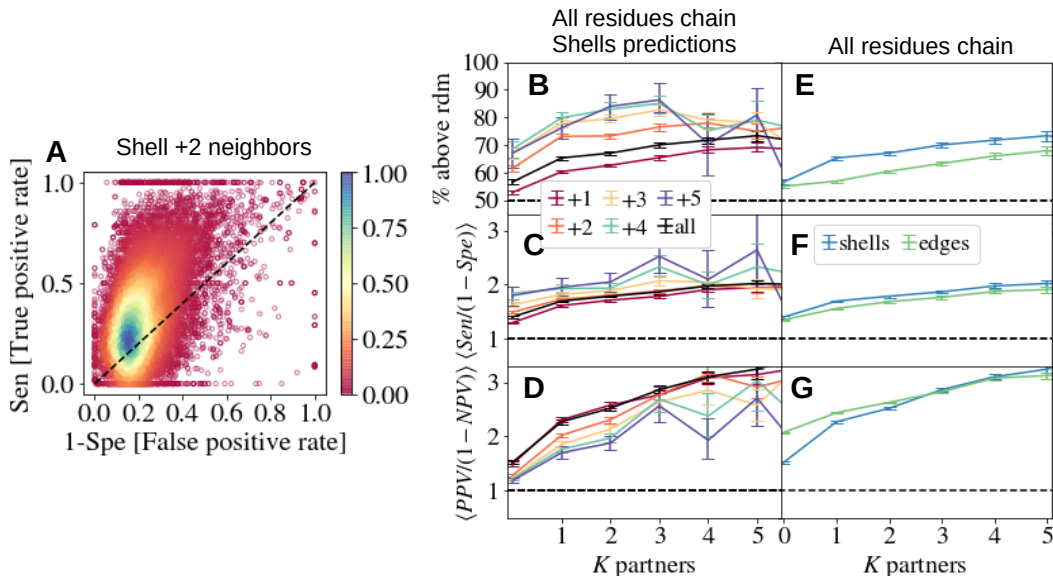 All residues chain
Shells predictions
All residues chain
A
Shell +2 neighbors
Sen [True positive rate]
1.0
0.5
0.0
0.0 0.2 0.4 0.6 0.8 1.0
1-Spe [False positive rate]
1.00
0.75
0.50
0.25
0.00
B
% above rdm
100
90
80
70
60
50
+1 +3 +5
+2 +4 all
E
C
⟨Sen/(1 − Spe)⟩
3
2
1
F
shells edges
D
⟨PPV/(1 − NPV)⟩
3
2
1
1 2 3 4 5
K partners
G
0 1 2 3 4 5
K partners